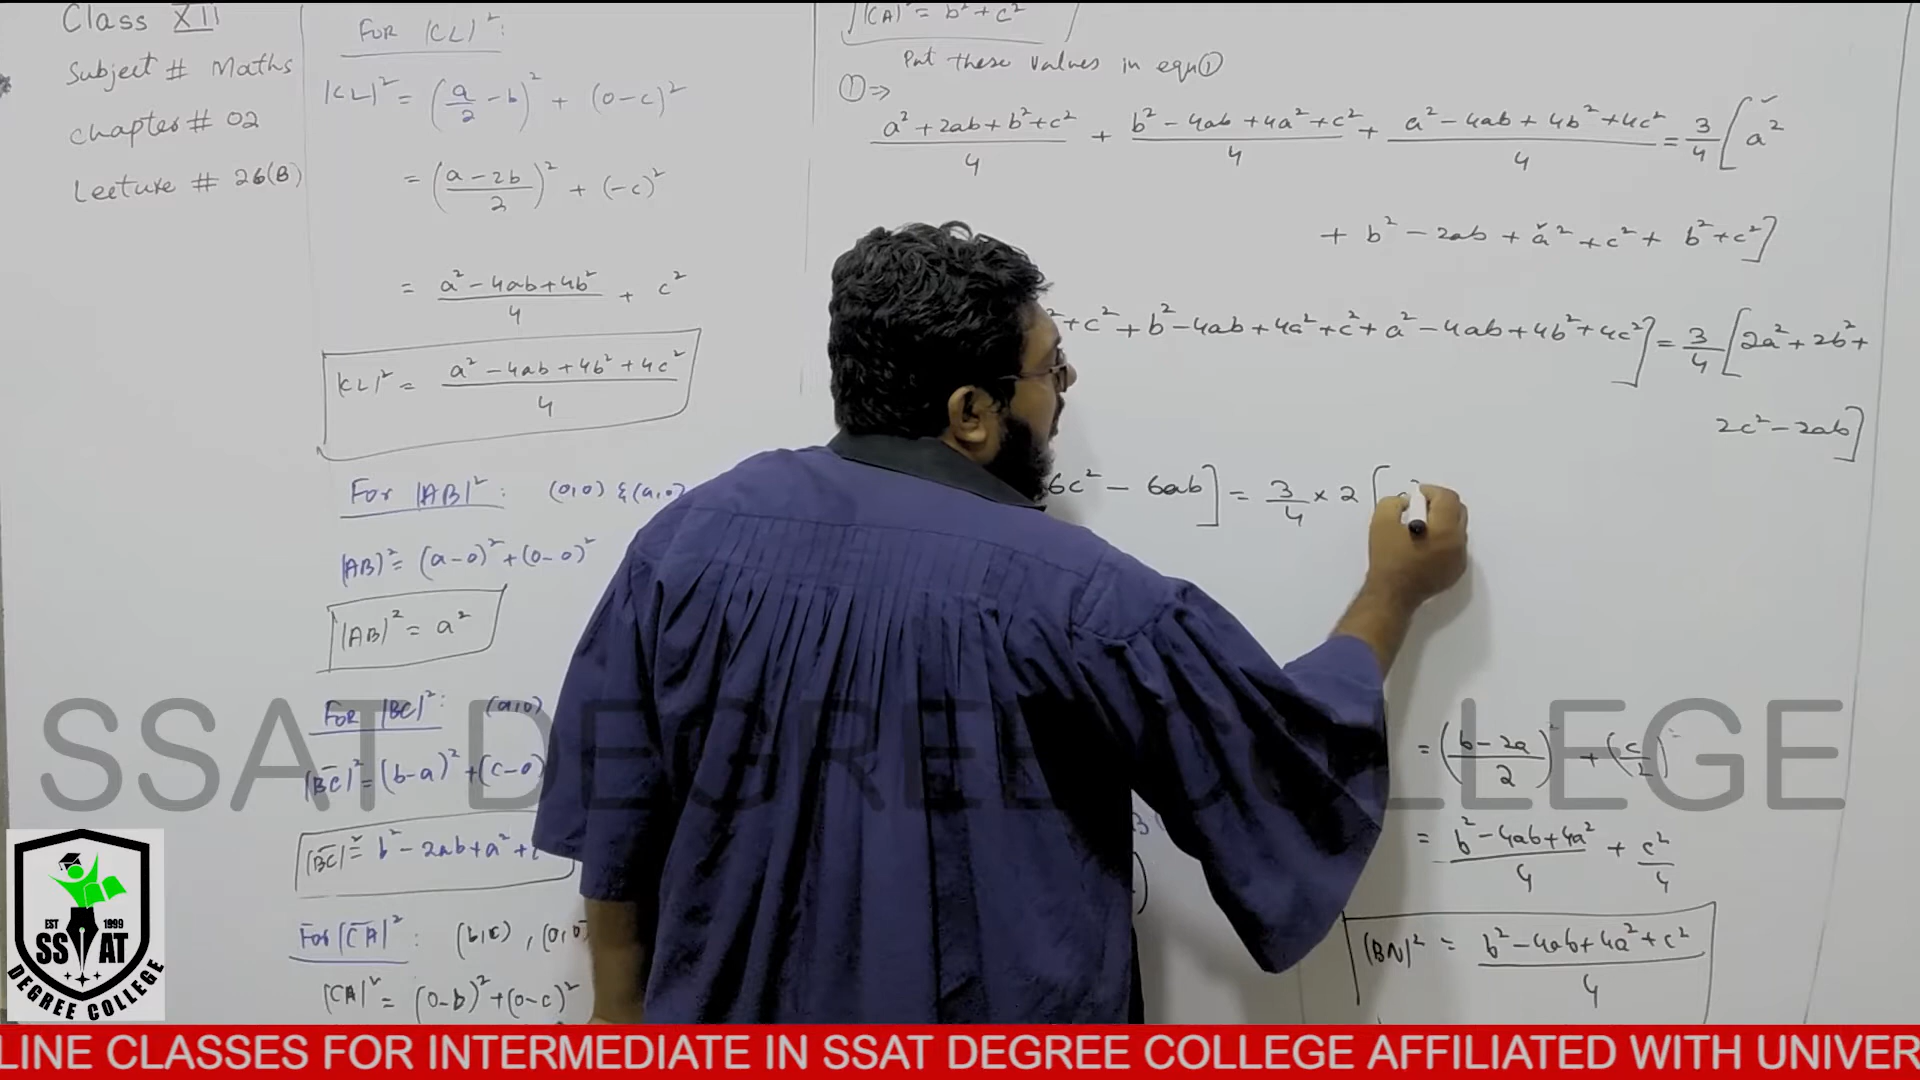 Class XII
Subject # Maths
Chapter # 02
Lecture # 26(B)
FOR |CL|²:
|CL|² = (a/2 - b)² + (0-c)²
= ((a-2b)/2)² + (-c)²
= (a² - 4ab + 4b²)/4 + c²
|CL|² = (a² - 4ab + 4b² + 4c²)/4
For |AB|² : (0,0) & (a,0)
|AB|² = (a-0)² + (0-0)²
|AB|² = a²
For |BC|² : (a,0)
|BC|² = (b-a)² + (c-0)
|BC|² = b² - 2ab + a² +
For |CA|² : (b,c) , (0,0)
|CA|² = (0-b)² + (0-c)²
|CA|² = b² + c²
Put these values in equ①
① ⇒
(a² + 2ab + b² + c²)/4 + (b² - 4ab + 4a² + c²)/4 + (a² - 4ab + 4b² + 4c²)/4 = 3/4 [a²
+ b² - 2ab + a² + c² + b² + c²]
² + c² + b² - 4ab + 4a² + c² + a² - 4ab + 4b² + 4c²] = 3/4 [2a² + 2b² +
2c² - 2ab]
6c² - 6ab] = 3/4 × 2 [
= ((b-2a)/2)² + (c/2)²
= (b² - 4ab + 4a²)/4 + c²/4
|BN|² = (b² - 4ab + 4a² + c²)/4
SSAT DEGREE COLLEGE
EST 1999
SSAT
DEGREE COLLEGE
LINE CLASSES FOR INTERMEDIATE IN SSAT DEGREE COLLEGE AFFILIATED WITH UNIVER